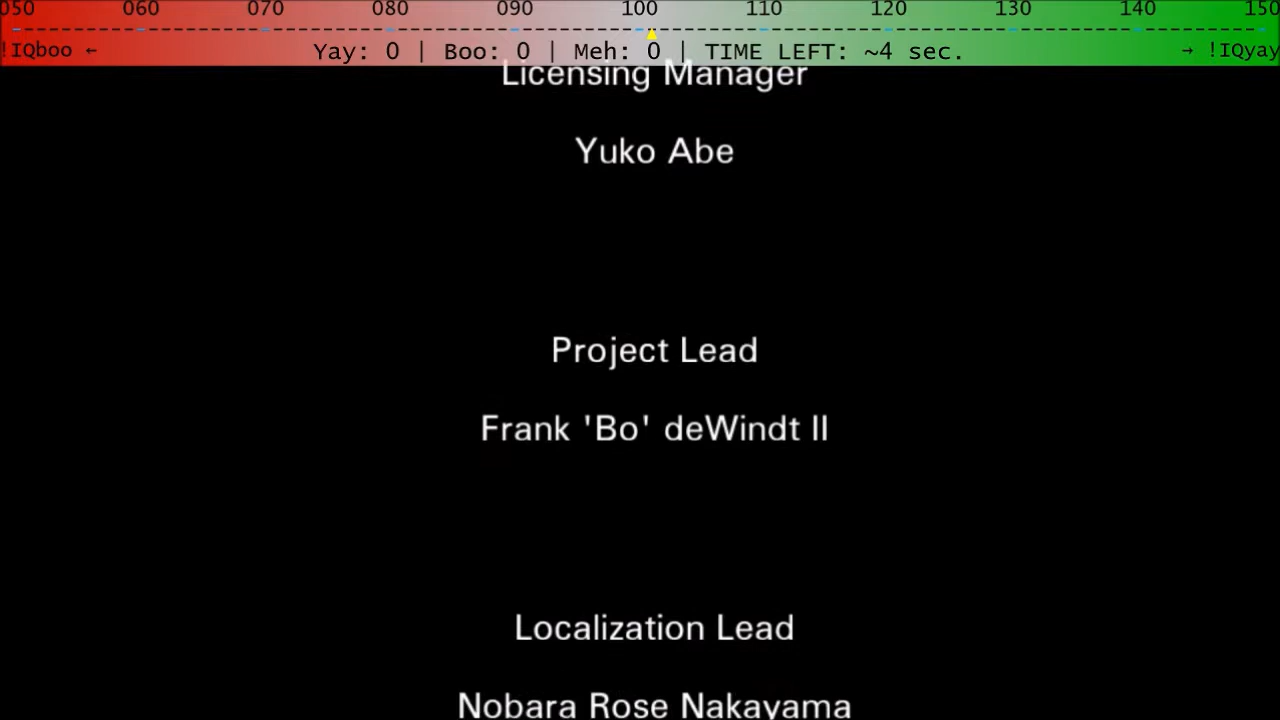 050 060 070 080 090 100 110 120 130 140 150
!IQboo ← Yay: 0 | Boo: 0 | Meh: 0 | TIME LEFT: ~4 sec. → !IQyay
Licensing Manager
Yuko Abe
Project Lead
Frank 'Bo' deWindt II
Localization Lead
Nobara Rose Nakayama